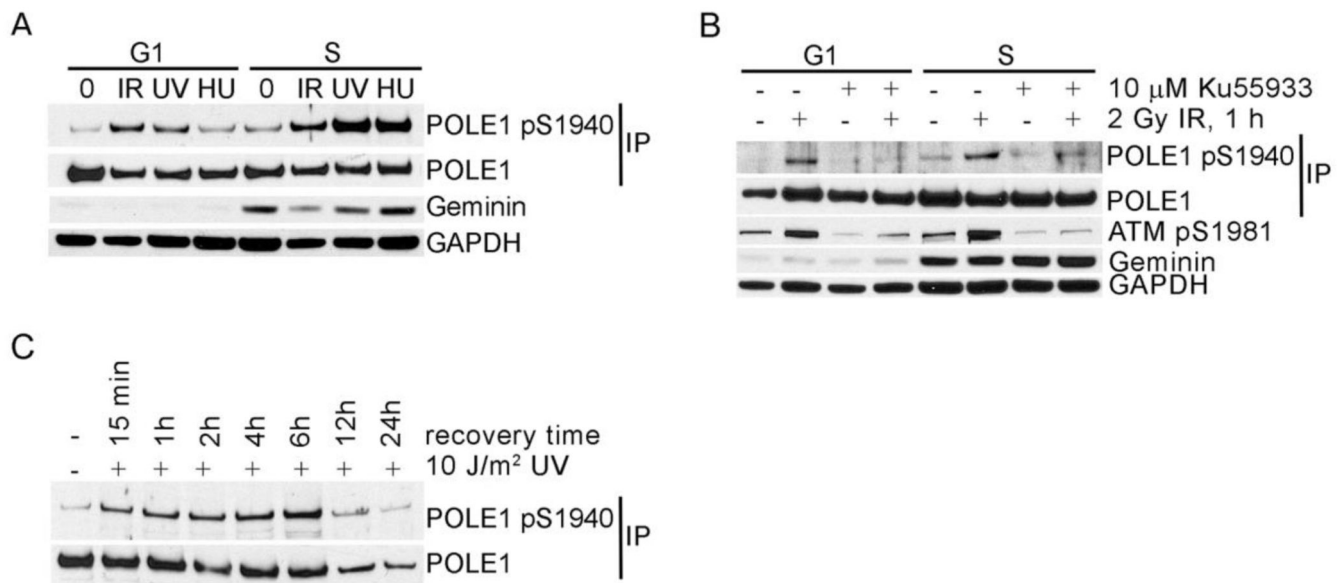 A
G1 S
0 IR UV HU 0 IR UV HU
POLE1 pS1940
POLE1
IP
Geminin
GAPDH
B
G1 S
- - + + - - + + 10 μM Ku55933
- + - + - + - + 2 Gy IR, 1 h
POLE1 pS1940
POLE1
IP
ATM pS1981
Geminin
GAPDH
C
- 15 min 1h 2h 4h 6h 12h 24h recovery time
- + + + + + + + 10 J/m² UV
POLE1 pS1940
POLE1
IP